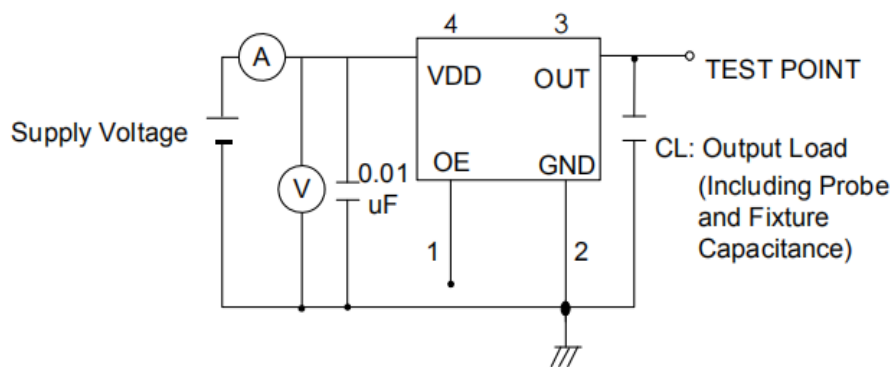 4 3
A
VDD OUT
TEST POINT
Supply Voltage
V
0.01
uF
OE GND
CL: Output Load
(Including Probe
and Fixture
Capacitance)
1 2